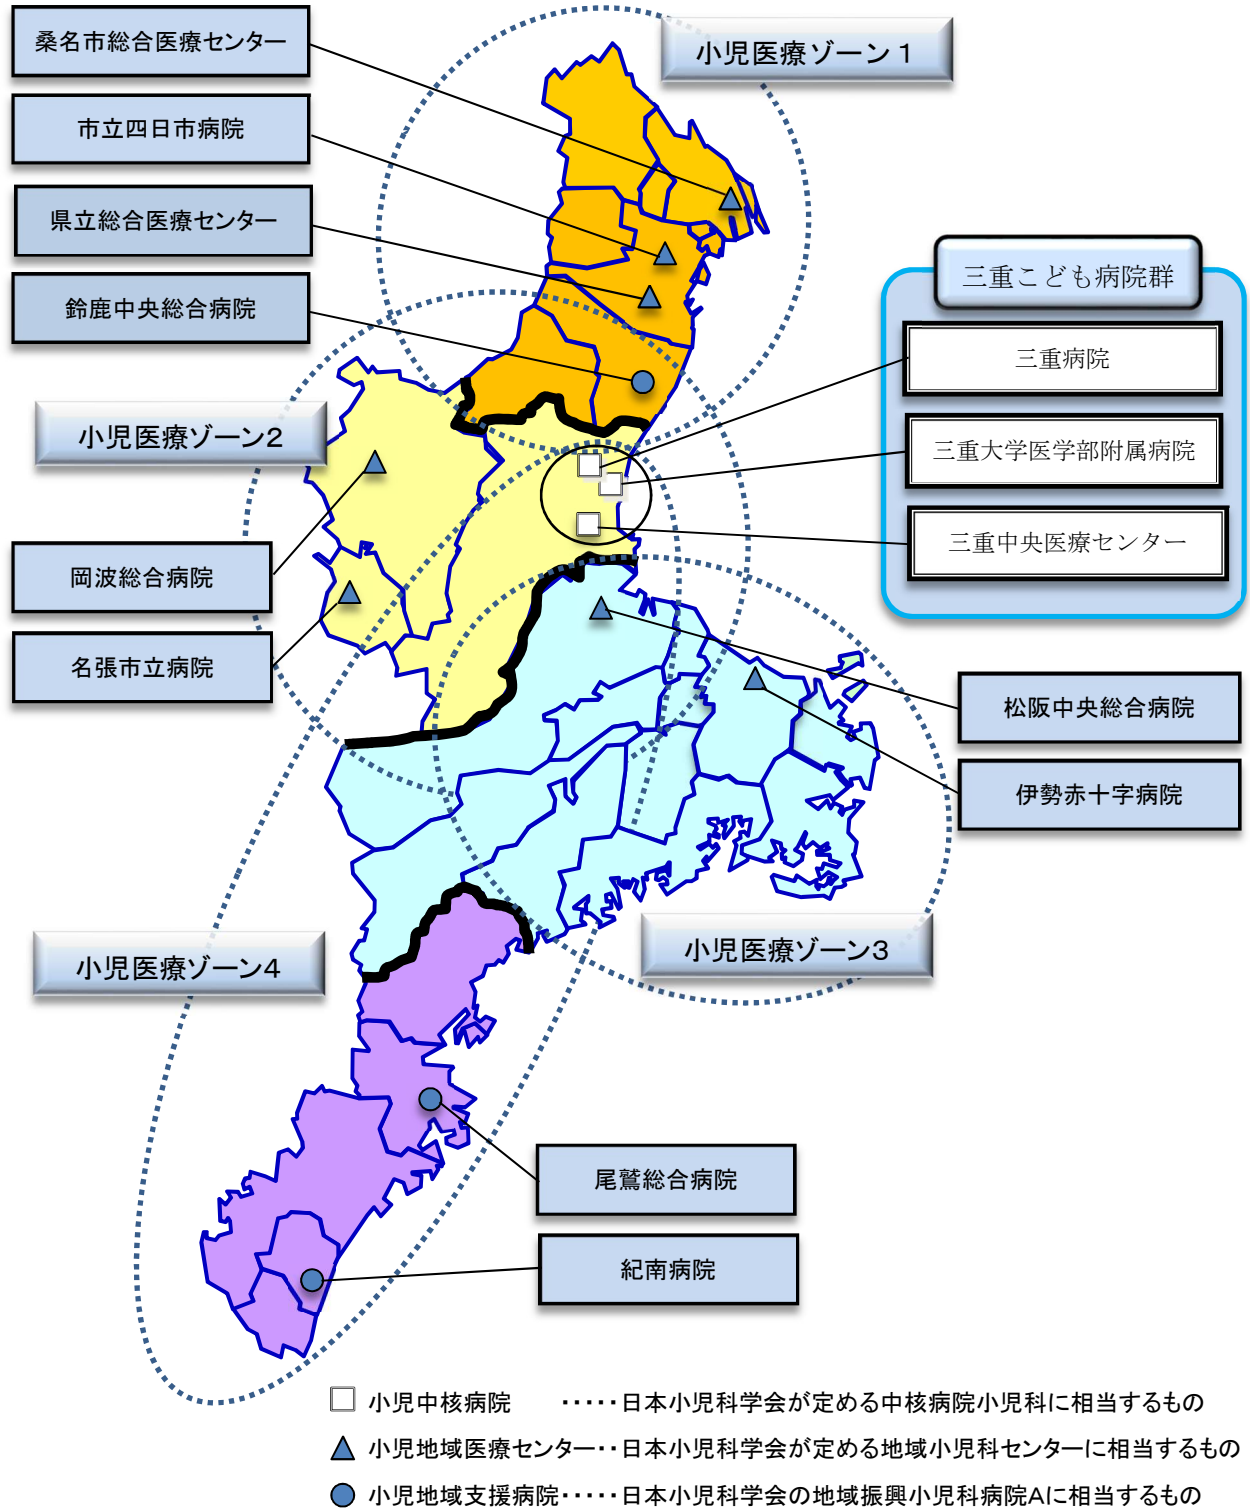 小児医療ゾーン１
桑名市総合医療センター
市立四日市病院
県立総合医療センター
鈴鹿中央総合病院
三重こども病院群
三重病院
三重大学医学部附属病院
三重中央医療センター
小児医療ゾーン２
岡波総合病院
名張市立病院
松阪中央総合病院
伊勢赤十字病院
小児医療ゾーン３
小児医療ゾーン４
尾鷲総合病院
紀南病院
□ 小児中核病院 ‥‥‥日本小児科学会が定める中核病院小児科に相当するもの
▲ 小児地域医療センター‥日本小児科学会が定める地域小児科センターに相当するもの
● 小児地域支援病院‥‥‥日本小児科学会の地域振興小児科病院Aに相当するもの